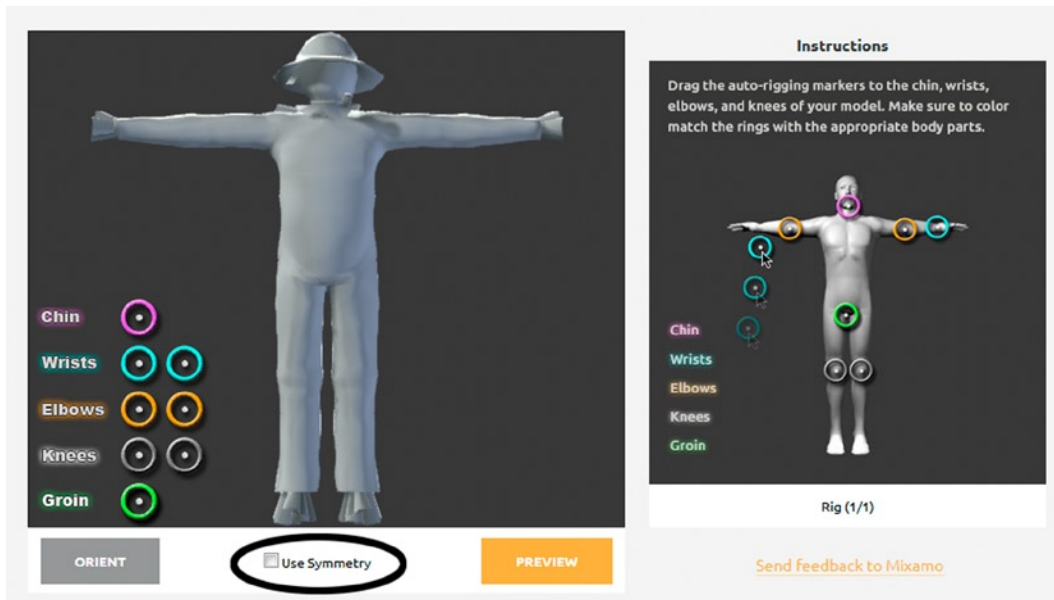 Chin
Wrists
Elbows
Knees
Groin
ORIENT
Use Symmetry
PREVIEW
Instructions
Drag the auto-rigging markers to the chin, wrists,
elbows, and knees of your model. Make sure to color
match the rings with the appropriate body parts.
Chin
Wrists
Elbows
Knees
Groin
Rig (1/1)
Send feedback to Mixamo